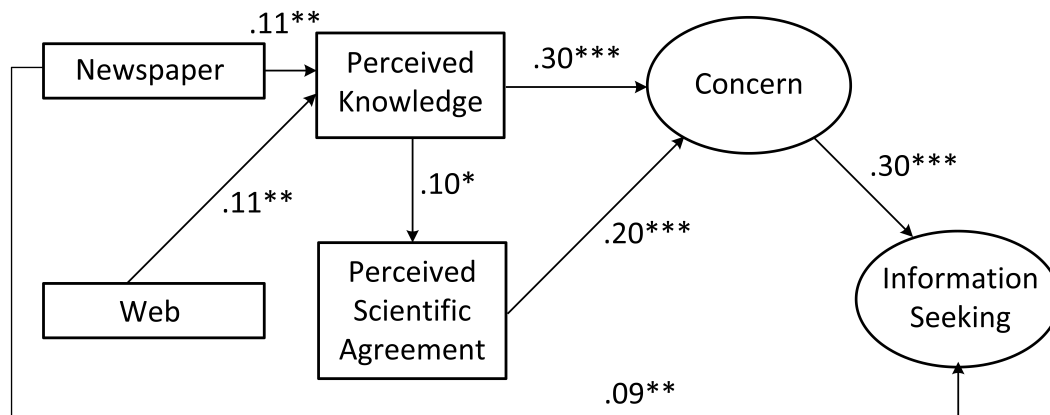 .11**
Newspaper
Perceived
Knowledge
.30***
Concern
.11**
.10*
.20***
.30***
Web
Perceived
Scientific
Agreement
Information
Seeking
.09**